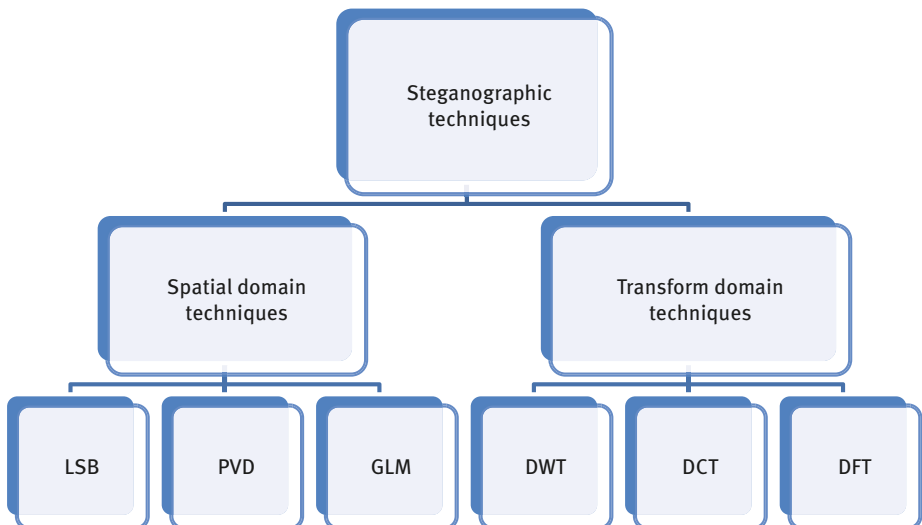 Steganographic
techniques
Spatial domain
techniques
Transform domain
techniques
LSB
PVD
GLM
DWT
DCT
DFT